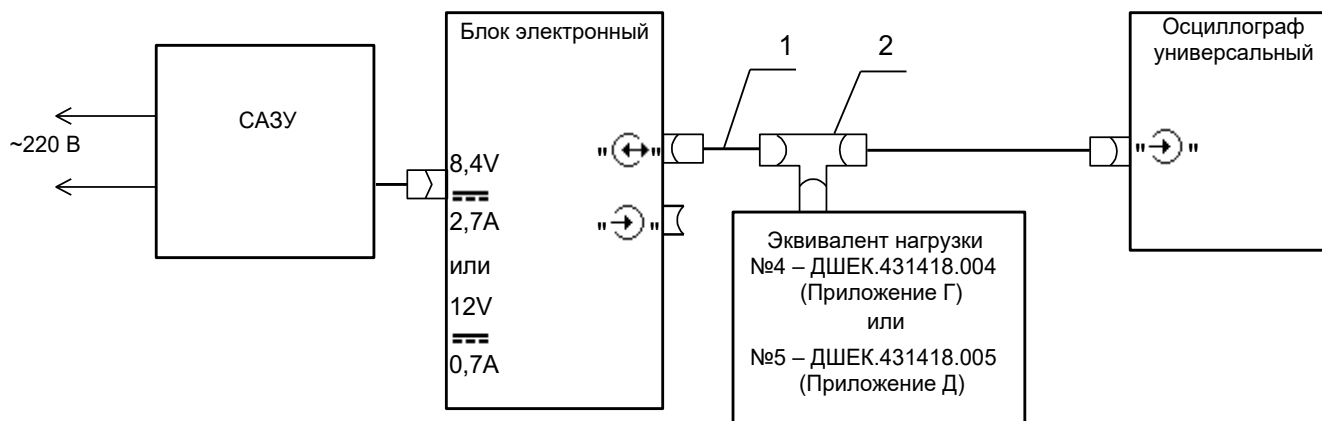 ~220 В
САЗУ
Блок электронный
8,4V
2,7A
или
12V
0,7A
" "
" "
1
2
Эквивалент нагрузки
№4 – ДШЕК.431418.004
(Приложение Г)
или
№5 – ДШЕК.431418.005
(Приложение Д)
Осциллограф
универсальный
" "